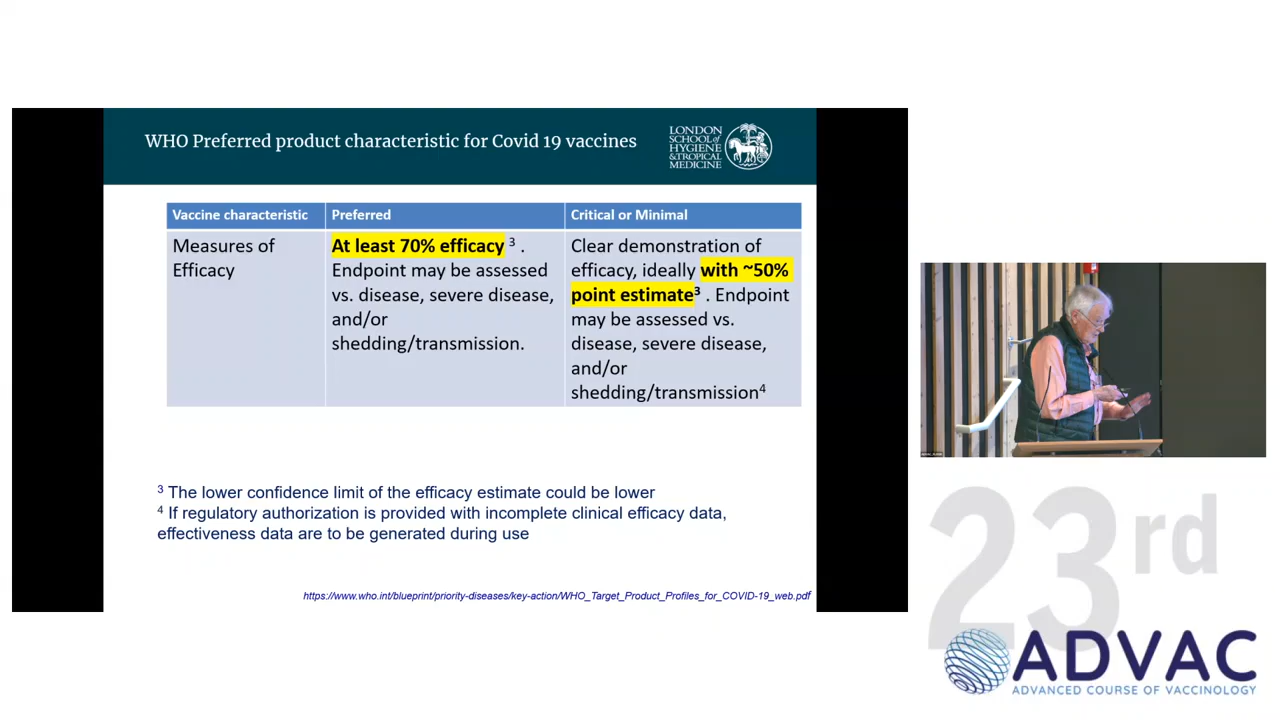 WHO Preferred product characteristic for Covid 19 vaccines
LONDON
SCHOOL of
HYGIENE
& TROPICAL
MEDICINE
Vaccine characteristic
Preferred
Critical or Minimal
Measures of
Efficacy
At least 70% efficacy ³ .
Endpoint may be assessed
vs. disease, severe disease,
and/or
shedding/transmission.
Clear demonstration of
efficacy, ideally with ~50%
point estimate³ . Endpoint
may be assessed vs.
disease, severe disease,
and/or
shedding/transmission⁴
³ The lower confidence limit of the efficacy estimate could be lower
⁴ If regulatory authorization is provided with incomplete clinical efficacy data,
effectiveness data are to be generated during use
https://www.who.int/blueprint/priority-diseases/key-action/WHO_Target_Product_Profiles_for_COVID-19_web.pdf
23rd
ADVAC
ADVANCED COURSE OF VACCINOLOGY